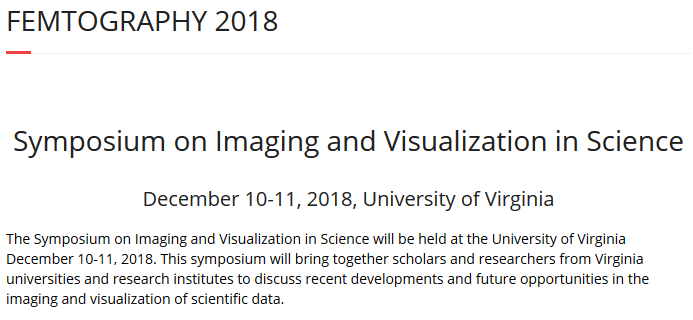 FEMTOGRAPHY 2018
Symposium on Imaging and Visualization in Science
December 10-11, 2018, University of Virginia
The Symposium on Imaging and Visualization in Science will be held at the University of Virginia
December 10-11, 2018. This symposium will bring together scholars and researchers from Virginia
universities and research institutes to discuss recent developments and future opportunities in the
imaging and visualization of scientific data.